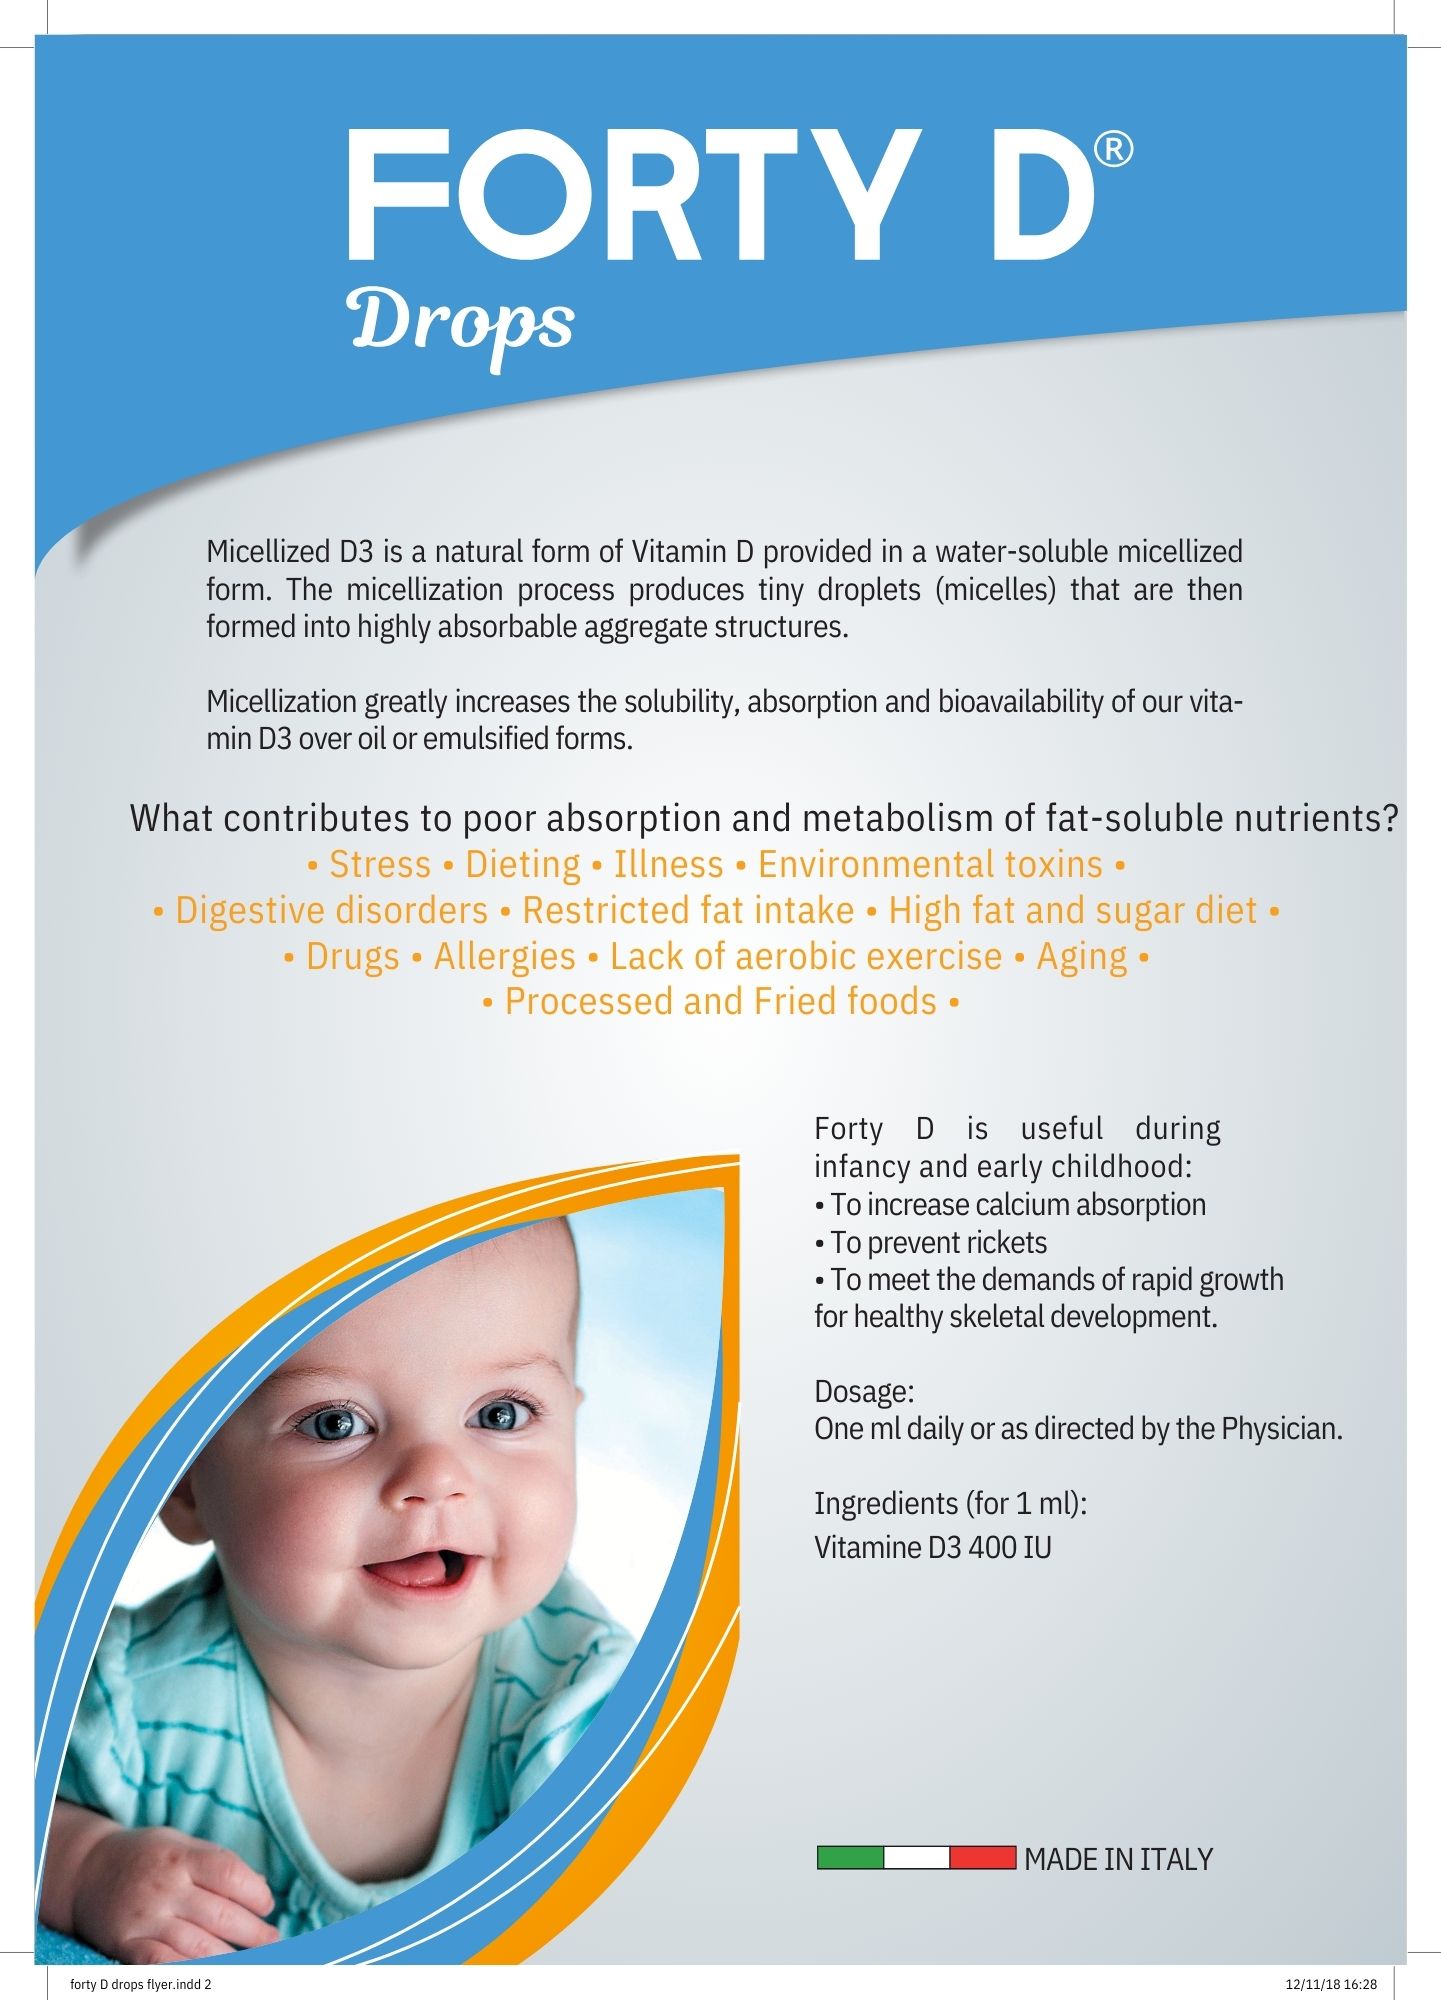 FORTY D®
Drops
Micellized D3 is a natural form of Vitamin D provided in a water-soluble micellized
form. The micellization process produces tiny droplets (micelles) that are then
formed into highly absorbable aggregate structures.
Micellization greatly increases the solubility, absorption and bioavailability of our vita-
min D3 over oil or emulsified forms.
What contributes to poor absorption and metabolism of fat-soluble nutrients?
• Stress • Dieting • Illness • Environmental toxins •
• Digestive disorders • Restricted fat intake • High fat and sugar diet •
• Drugs • Allergies • Lack of aerobic exercise • Aging •
• Processed and Fried foods •
Forty D is useful during
infancy and early childhood:
• To increase calcium absorption
• To prevent rickets
• To meet the demands of rapid growth
for healthy skeletal development.
Dosage:
One ml daily or as directed by the Physician.
Ingredients (for 1 ml):
Vitamine D3 400 IU
MADE IN ITALY
forty D drops flyer.indd 2
12/11/18 16:28